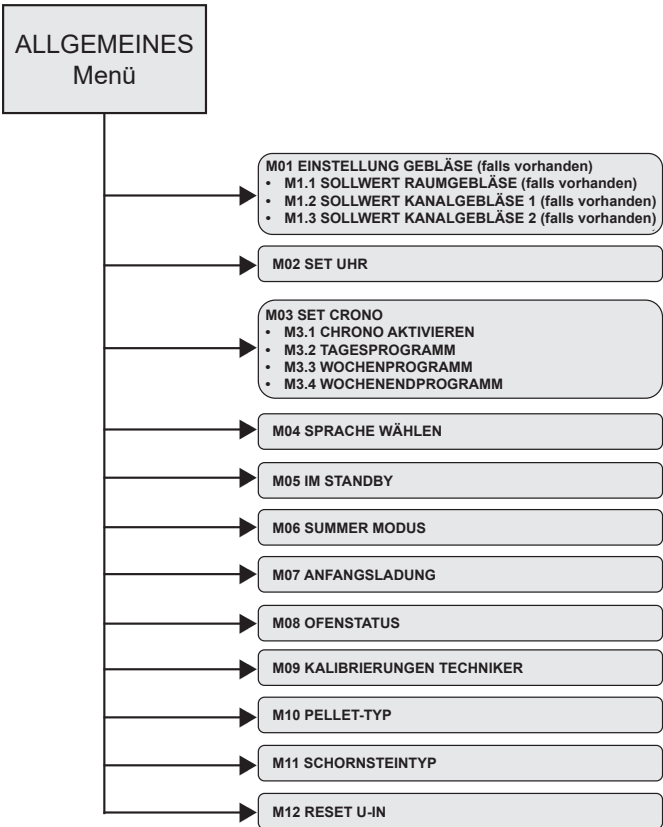 ALLGEMEINES
Menü
M01 EINSTELLUNG GEBLÄSE (falls vorhanden)
• M1.1 SOLLWERT RAUMGEBLÄSE (falls vorhanden)
• M1.2 SOLLWERT KANALGEBLÄSE 1 (falls vorhanden)
• M1.3 SOLLWERT KANALGEBLÄSE 2 (falls vorhanden)
M02 SET UHR
M03 SET CRONO
• M3.1 CHRONO AKTIVIEREN
• M3.2 TAGESPROGRAMM
• M3.3 WOCHENPROGRAMM
• M3.4 WOCHENENDPROGRAMM
M04 SPRACHE WÄHLEN
M05 IM STANDBY
M06 SUMMER MODUS
M07 ANFANGSLADUNG
M08 OFENSTATUS
M09 KALIBRIERUNGEN TECHNIKER
M10 PELLET-TYP
M11 SCHORNSTEINTYP
M12 RESET U-IN